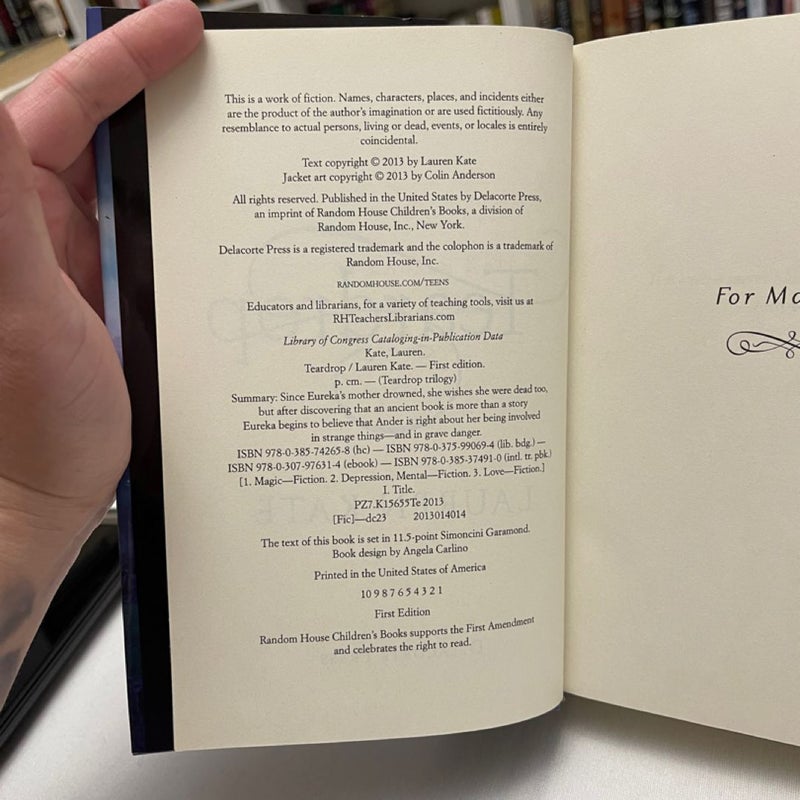 This is a work of fiction. Names, characters, places, and incidents either
are the product of the author's imagination or are used fictitiously. Any
resemblance to actual persons, living or dead, events, or locales is entirely
coincidental.
Text copyright © 2013 by Lauren Kate
Jacket art copyright © 2013 by Colin Anderson
All rights reserved. Published in the United States by Delacorte Press,
an imprint of Random House Children's Books, a division of
Random House, Inc., New York.
Delacorte Press is a registered trademark and the colophon is a trademark of
Random House, Inc.
RANDOMHOUSE.COM/TEENS
Educators and librarians, for a variety of teaching tools, visit us at
RHTeachersLibrarians.com
Library of Congress Cataloging-in-Publication Data
Kate, Lauren.
Teardrop / Lauren Kate. — First edition.
p. cm. — (Teardrop trilogy)
Summary: Since Eureka's mother drowned, she wishes she were dead too,
but after discovering that an ancient book is more than a story
Eureka begins to believe that Ander is right about her being involved
in strange things—and in grave danger.
ISBN 978-0-385-74265-8 (hc) — ISBN 978-0-375-99069-4 (lib. bdg.) —
ISBN 978-0-307-97631-4 (ebook) — ISBN 978-0-385-37491-0 (intl. tr. pbk.)
[1. Magic—Fiction. 2. Depression, Mental—Fiction. 3. Love—Fiction.]
I. Title.
PZ7.K15655Te 2013
[Fic]—dc23 2013014014
The text of this book is set in 11.5-point Simoncini Garamond.
Book design by Angela Carlino
Printed in the United States of America
10 9 8 7 6 5 4 3 2 1
First Edition
Random House Children's Books supports the First Amendment
and celebrates the right to read.
For Ma